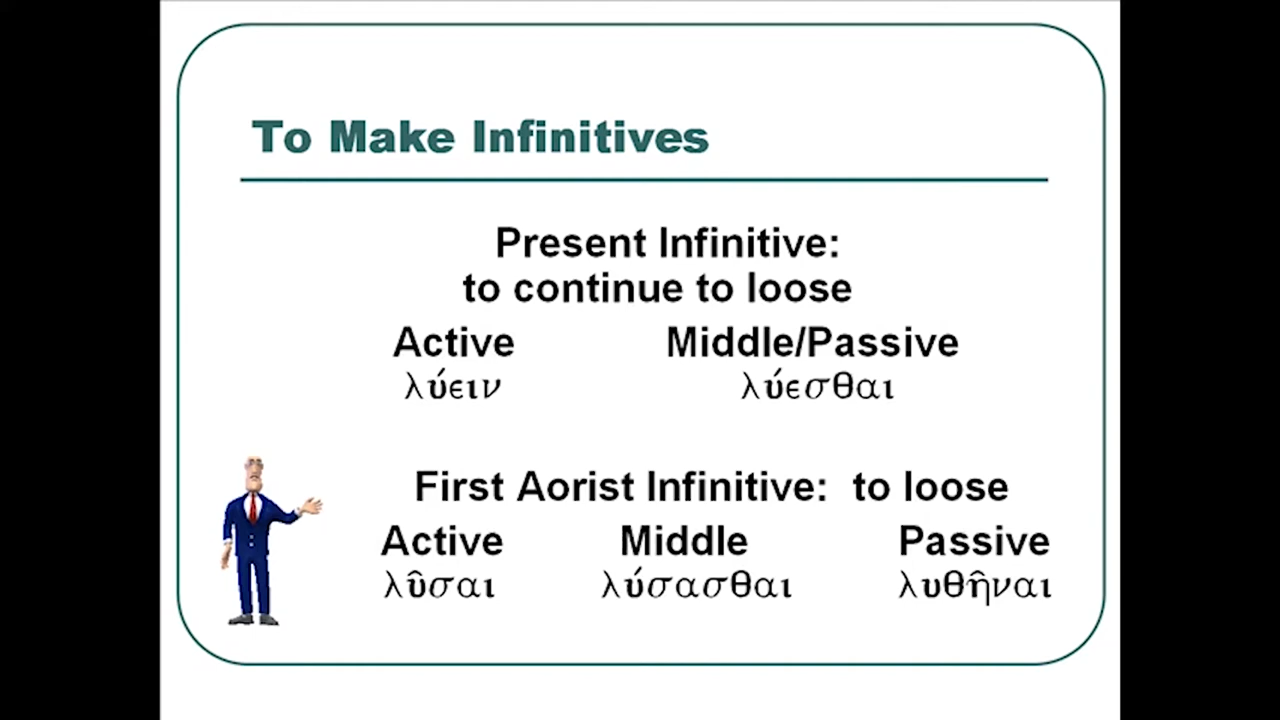 To Make Infinitives
Present Infinitive:
to continue to loose
Active Middle/Passive
λύειν λύεσθαι
First Aorist Infinitive: to loose
Active Middle Passive
λῦσαι λύσασθαι λυθῆναι